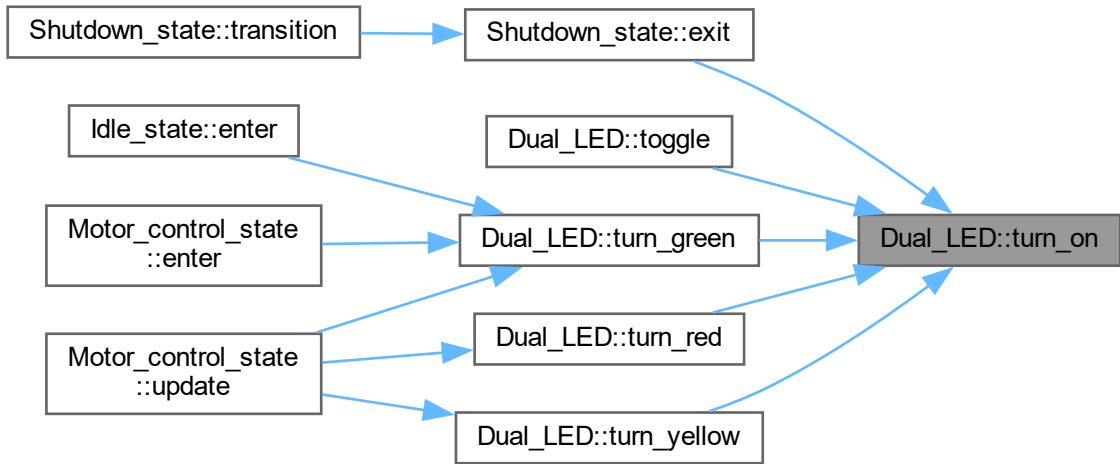 Shutdown_state::transition
Shutdown_state::exit
Idle_state::enter
Dual_LED::toggle
Motor_control_state
::enter
Dual_LED::turn_green
Dual_LED::turn_on
Motor_control_state
::update
Dual_LED::turn_red
Dual_LED::turn_yellow